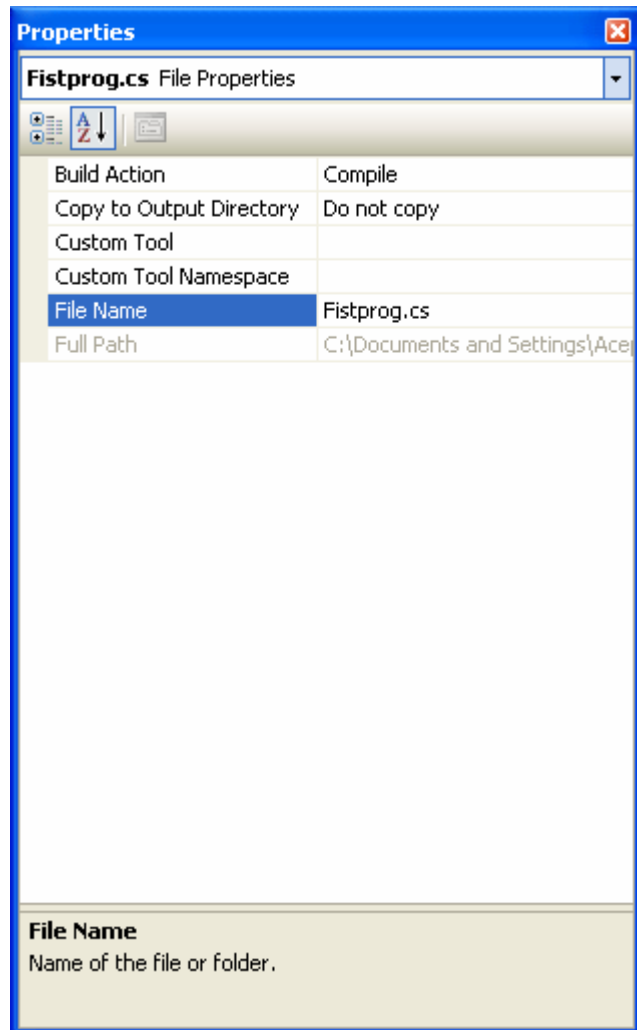 Properties
Fistprog.cs File Properties
A
Z
Build Action Compile
Copy to Output Directory Do not copy
Custom Tool
Custom Tool Namespace
File Name Fistprog.cs
Full Path C:\Documents and Settings\Acep
File Name
Name of the file or folder.